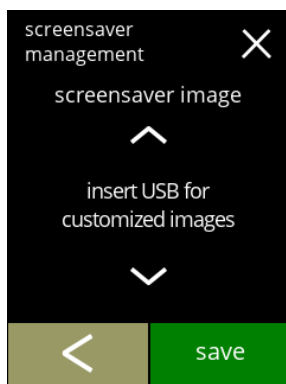 screensaver
management
screensaver image
insert USB for
customized images
save